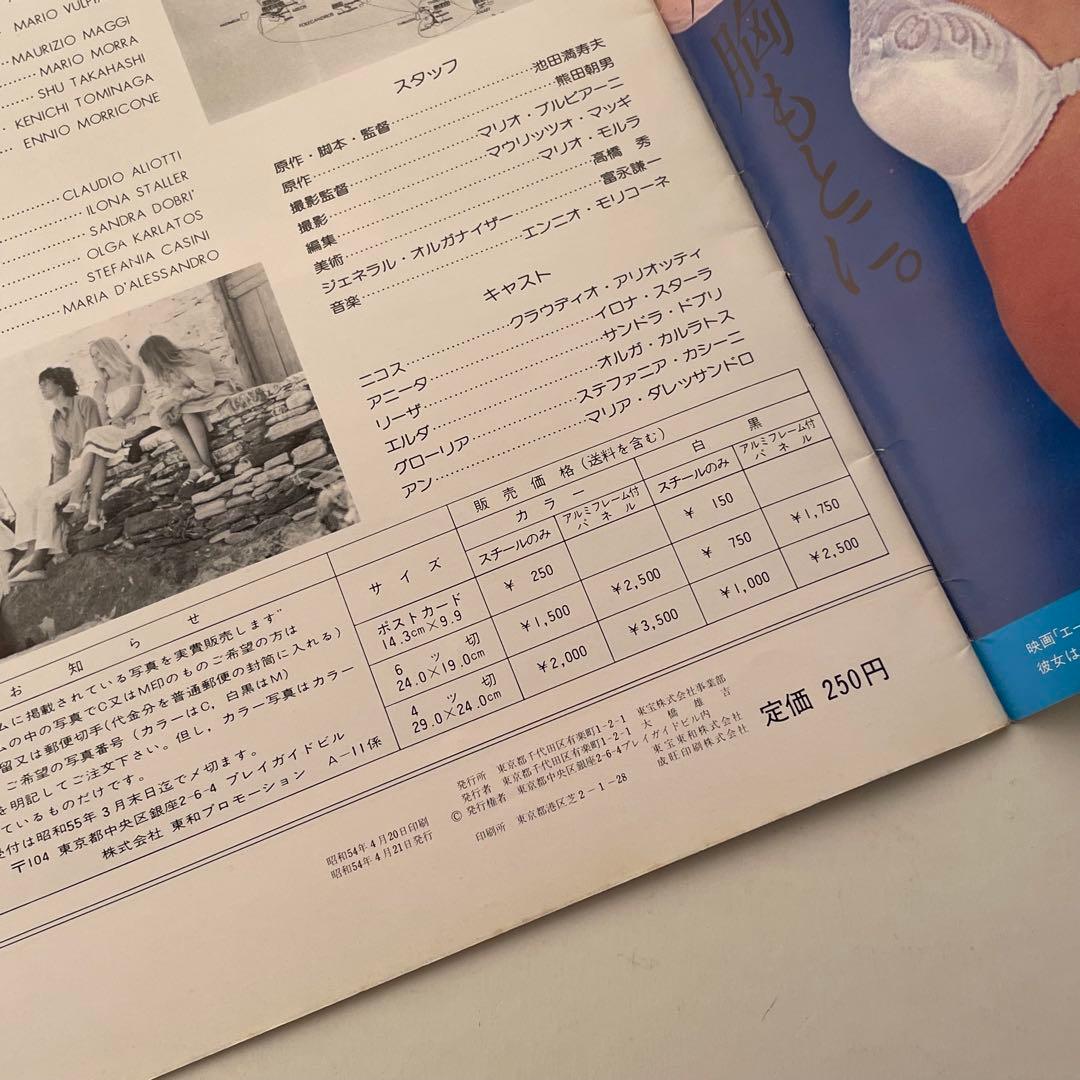 MARIO VULPIA
MAURIZIO MAGGI
MARIO MORRA
SHU TAKAHASHI
KENICHI TOMINAGA
ENNIO MORRICONE
CLAUDIO ALIOTTI
ILONA STALLER
SANDRA DOBRI'
OLGA KARLATOS
STEFANIA CASINI
MARIA D'ALESSANDRO
スタッフ
原作・脚本・監督 池田満寿夫
原作 熊田朝男
撮影監督 マリオ・ブルピアーニ
撮影 マウリッツオ・マッギ
編集 マリオ・モルラ
美術 高橋 秀
ジェネラル・オルガナイザー 富永謙一
音楽 エンニオ・モリコーネ
キャスト
ニコス クラウディオ・アリオッティ
アニータ イロナ・スターラ
リーザ サンドラ・ドブリ
エルダ オルガ・カルラトス
グローリア ステファニア・カシーニ
アン マリア・ダレッサンドロ
お知らせ
ムに掲載されている写真を実費販売します"
ムの中の写真でC又はM印のものご希望の方は
留又は郵便切手(代金分を普通郵便の封筒に入れる)
ご希望の写真番号(カラーはC,白黒はM)
を明記してご注文下さい。但し,カラー写真はカラー
ているものだけです。
受付は昭和55年3月末日迄で〆切ます。
〒104 東京都中央区銀座2-6-4 プレイガイドビル
株式会社 東和プロモーション A-11係
サイズ 販売価格(送料を含む)
カラー 白黒
スチールのみ アルミフレーム付パネル スチールのみ アルミフレーム付パネル
ポストカード 14.3cm×9.9 ¥250 ¥150
6ツ切 24.0×19.0cm ¥1,500 ¥2,500 ¥750 ¥1,750
4ツ切 29.0×24.0cm ¥2,000 ¥3,500 ¥1,000 ¥2,500
昭和54年4月20日印刷
昭和54年4月21日発行
発行所 東京都千代田区有楽町1-2-1 東宝株式会社事業部
発行者 東京都千代田区有楽町1-2-1 大橋雄吉
Ⓒ発行権者 東京都中央区銀座2-6-4プレイガイドビル内 東宝東和株式会社
印刷所 東京都港区芝2-1-28 成旺印刷株式会社
定価 250円
胸もとに。
映画「エー
彼女は